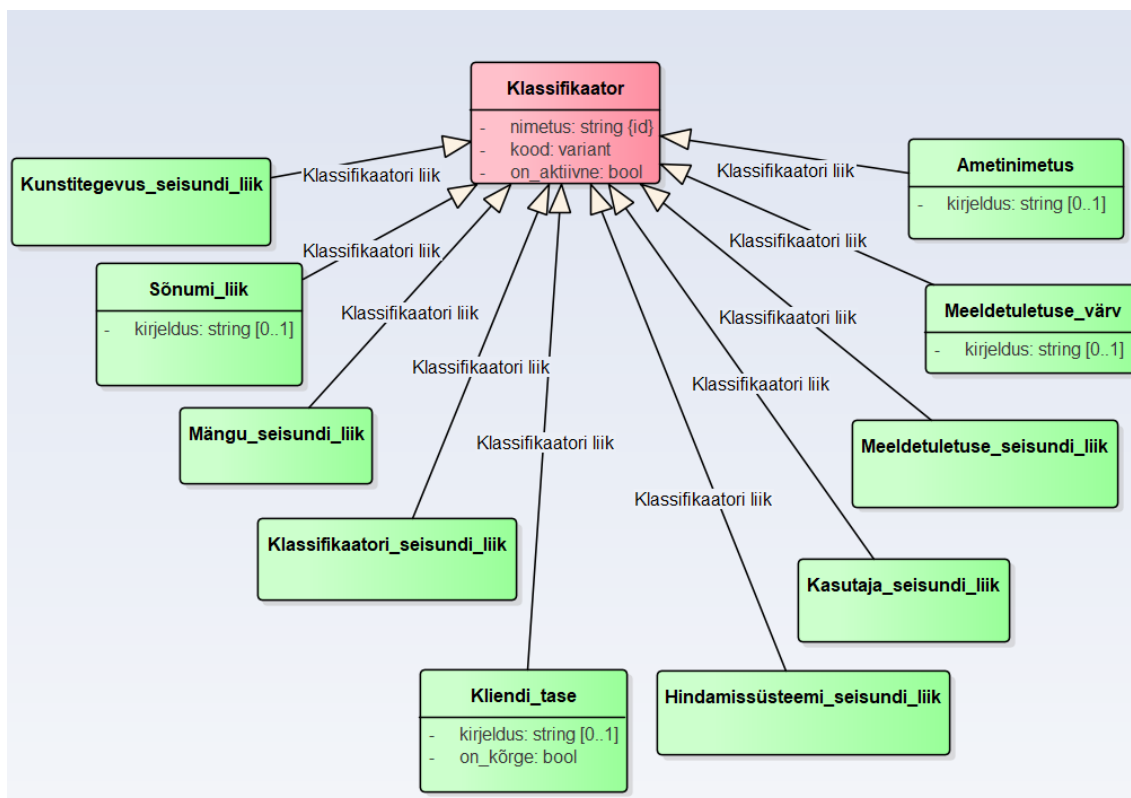 Klassifikaator
- nimetus: string {id}
- kood: variant
- on_aktiivne: bool
Kunstitegevus_seisundi_liik
Klassifikaatori liik
Klassifikaatori liik
Ametinimetus
- kirjeldus: string [0..1]
Sõnumi_liik
- kirjeldus: string [0..1]
Klassifikaatori liik
Klassifikaatori liik
Meeldetuletuse_värv
- kirjeldus: string [0..1]
Mängu_seisundi_liik
Klassifikaatori liik
Klassifikaatori liik
Meeldetuletuse_seisundi_liik
Klassifikaatori_seisundi_liik
Klassifikaatori liik
Klassifikaatori liik
Kasutaja_seisundi_liik
Kliendi_tase
- kirjeldus: string [0..1]
- on_kõrge: bool
Klassifikaatori liik
Klassifikaatori liik
Hindamissüsteemi_seisundi_liik